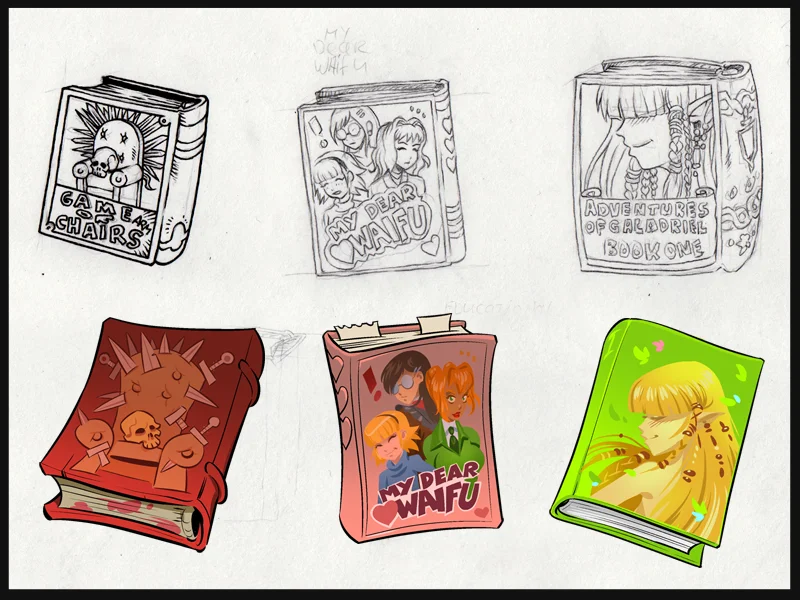 MY
DEAR
WAIFU
GAME
OF
CHAIRS
MY DEAR
WAIFU
ADVENTURES
OF GALADRIEL
BOOK ONE
MY DEAR
WAIFU